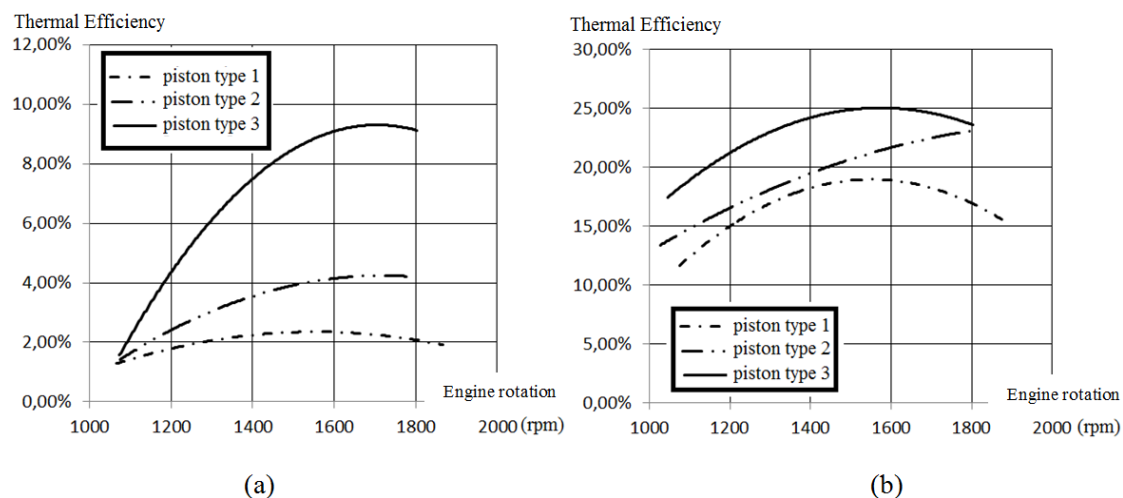 Thermal Efficiency
12,00%
10,00%
8,00%
6,00%
4,00%
2,00%
0,00%
piston type 1
piston type 2
piston type 3
Engine rotation
1000 1200 1400 1600 1800 2000 (rpm)
(a)
Thermal Efficiency
30,00%
25,00%
20,00%
15,00%
10,00%
5,00%
0,00%
piston type 1
piston type 2
piston type 3
Engine rotation
1000 1200 1400 1600 1800 2000 (rpm)
(b)